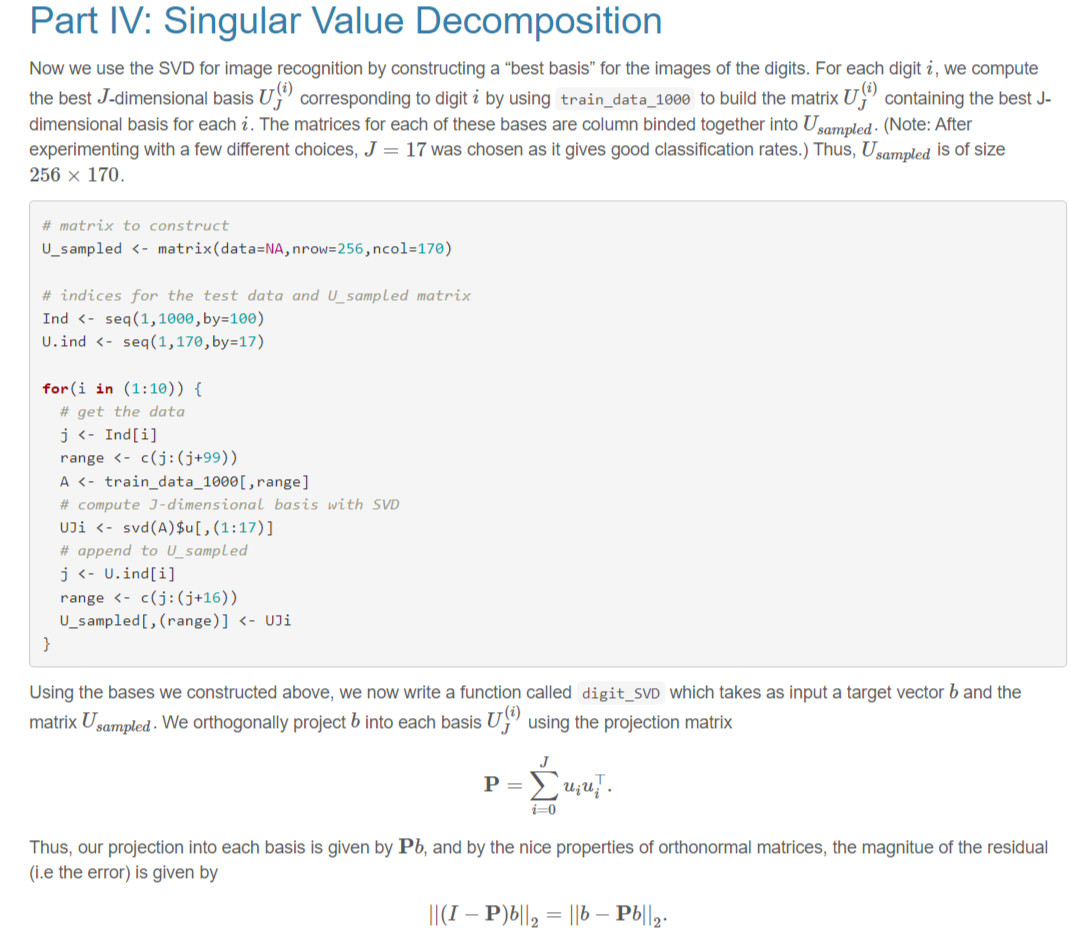 Part IV: Singular Value Decomposition
Now we use the SVD for image recognition by constructing a “best basis” for the images of the digits. For each digit i, we compute
the best J-dimensional basis U_J^{(i)} corresponding to digit i by using train_data_1000 to build the matrix U_J^{(i)} containing the best J-
dimensional basis for each i. The matrices for each of these bases are column binded together into U_{sampled}. (Note: After
experimenting with a few different choices, J = 17 was chosen as it gives good classification rates.) Thus, U_{sampled} is of size
256 × 170.
# matrix to construct
U_sampled <- matrix(data=NA,nrow=256,ncol=170)
# indices for the test data and U_sampled matrix
Ind <- seq(1,1000,by=100)
U.ind <- seq(1,170,by=17)
for(i in (1:10)) {
# get the data
j <- Ind[i]
range <- c(j:(j+99))
A <- train_data_1000[,range]
# compute J-dimensional basis with SVD
UJi <- svd(A)$u[,(1:17)]
# append to U_sampled
j <- U.ind[i]
range <- c(j:(j+16))
U_sampled[,(range)] <- UJi
}
Using the bases we constructed above, we now write a function called digit_SVD which takes as input a target vector b and the
matrix U_{sampled}. We orthogonally project b into each basis U_J^{(i)} using the projection matrix
P = \sum_{i=0}^{J} u_i u_i^⊤.
Thus, our projection into each basis is given by Pb, and by the nice properties of orthonormal matrices, the magnitue of the residual
(i.e the error) is given by
||(I − P)b||_2 = ||b − Pb||_2.